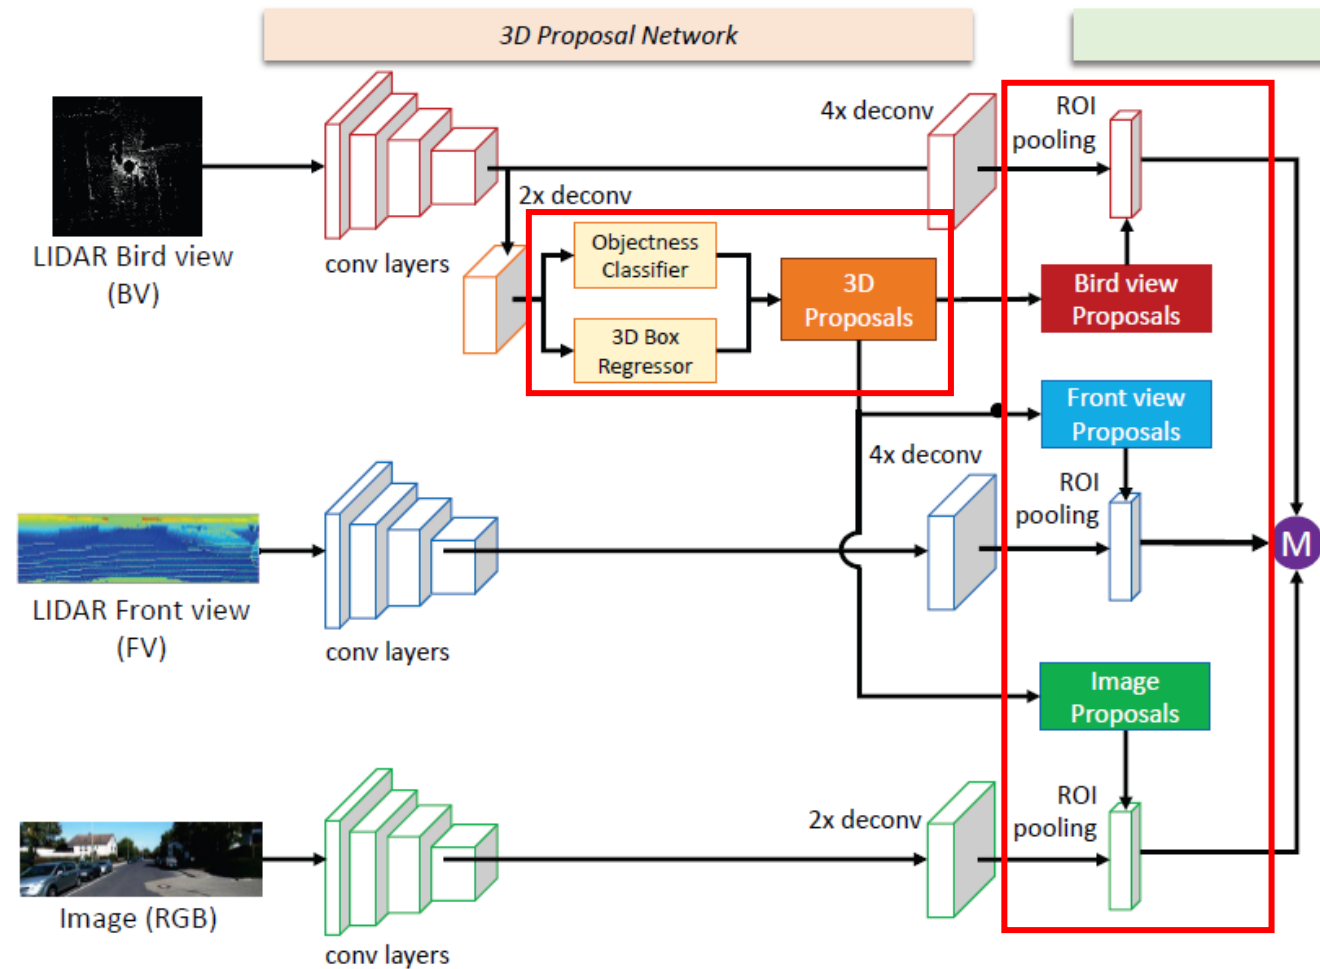 3D Proposal Network
4x deconv
ROI
pooling
2x deconv
LIDAR Bird view
(BV)
conv layers
Objectness
Classifier
3D Box
Regressor
3D
Proposals
Bird view
Proposals
Front view
Proposals
4x deconv
ROI
pooling
M
LIDAR Front view
(FV)
conv layers
Image
Proposals
2x deconv
ROI
pooling
Image (RGB)
conv layers